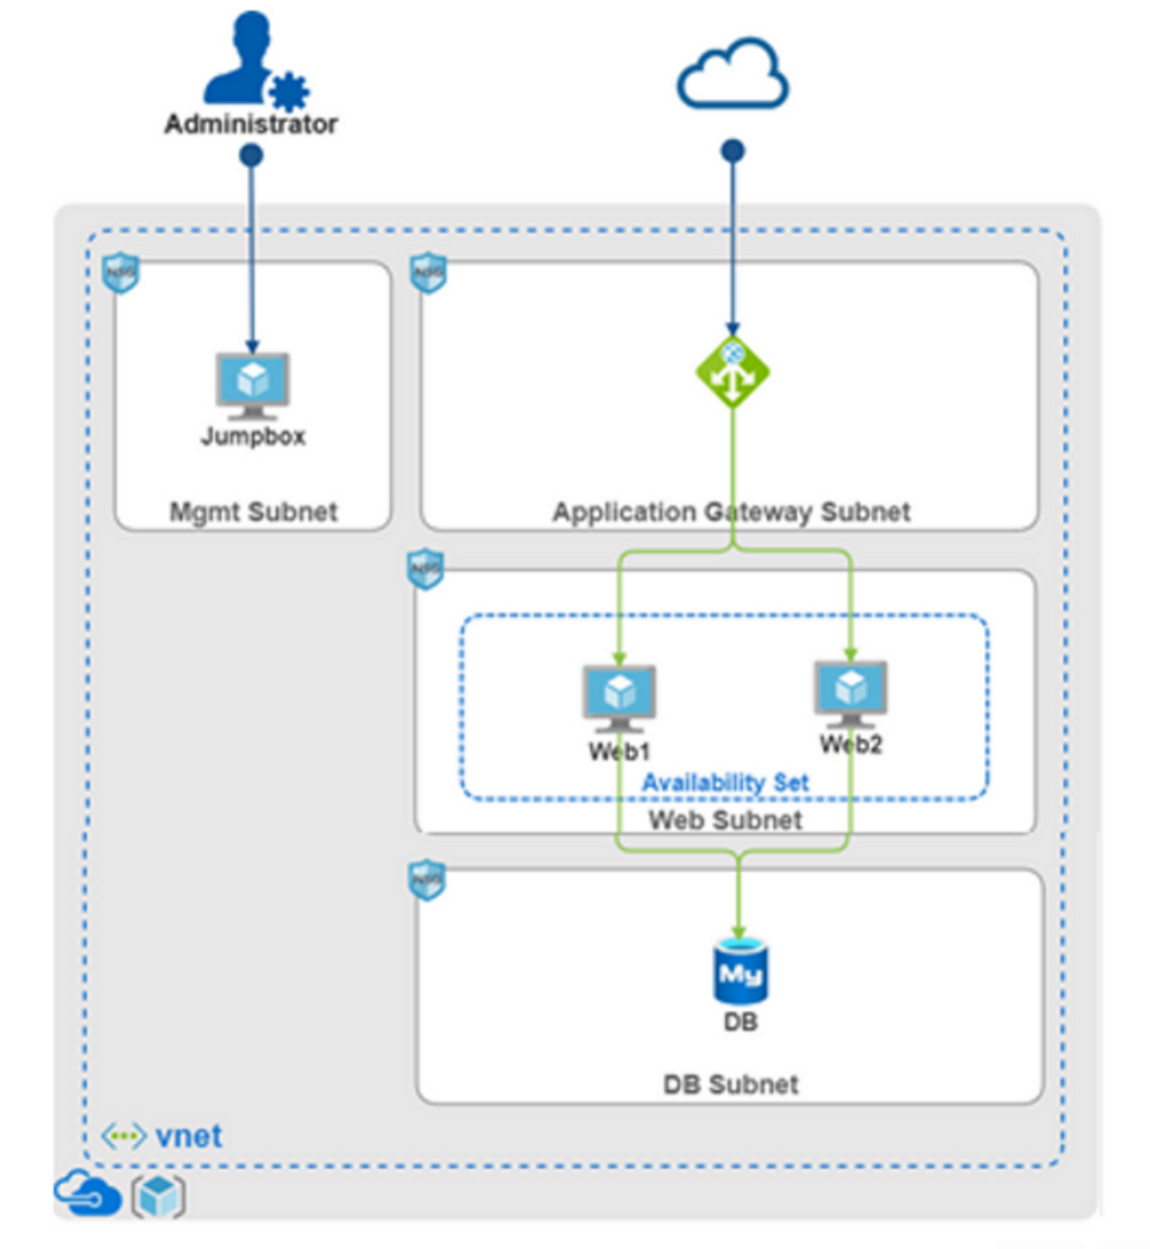 Administrator
NSG
NSG
Jumpbox
Mgmt Subnet
Application Gateway Subnet
NSG
Web1
Web2
Availability Set
Web Subnet
NSG
My
DB
DB Subnet
vnet